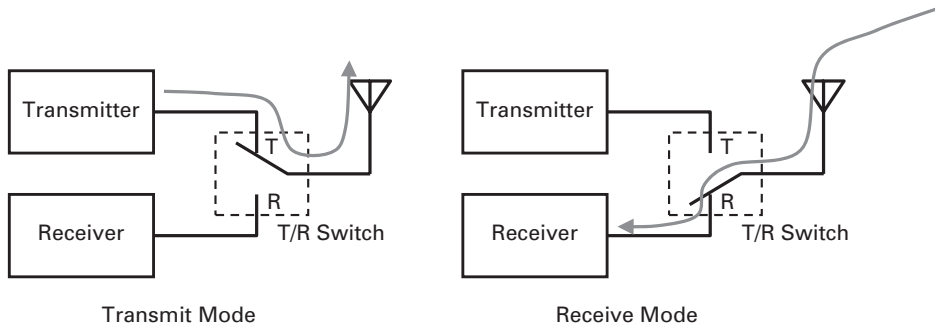 Transmitter
T
R
Receiver
T/R Switch
Transmit Mode
Transmitter
T
R
Receiver
T/R Switch
Receive Mode